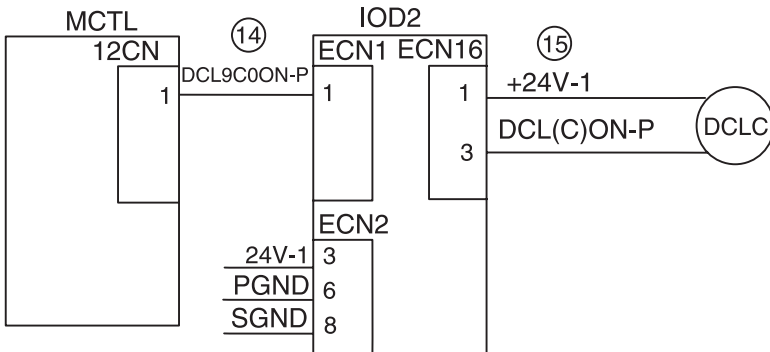 MCTL
IOD2
14
15
12CN
ECN1
ECN16
DCL9C0ON-P
+24V-1
1
1
1
DCL(C)ON-P
DCLC
3
ECN2
24V-1
3
PGND
6
SGND
8